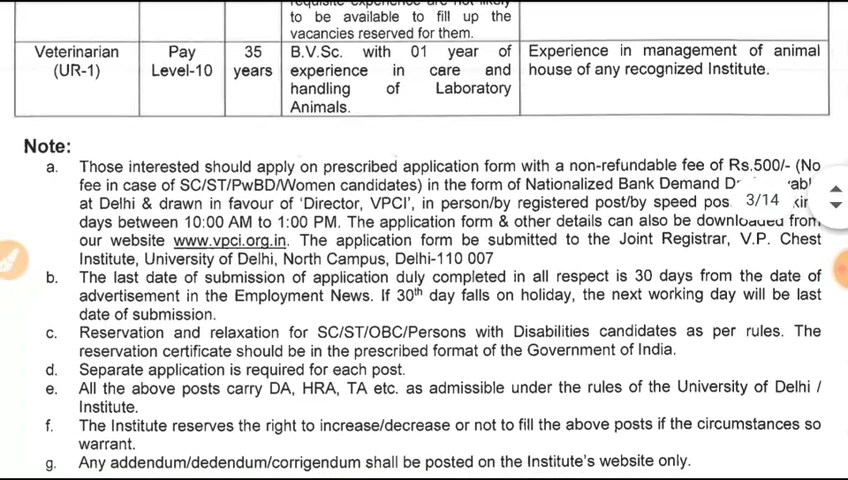 to be available to fill up the
vacancies reserved for them.
Veterinarian Pay 35 B.V.Sc. with 01 year of Experience in management of animal
(UR-1) Level-10 years experience in care and house of any recognized Institute.
handling of Laboratory
Animals.
Note:
a. Those interested should apply on prescribed application form with a non-refundable fee of Rs.500/- (No
fee in case of SC/ST/PwBD/Women candidates) in the form of Nationalized Bank Demand
at Delhi & drawn in favour of ‘Director, VPCI’, in person/by registered post/by speed 3/14
days between 10:00 AM to 1:00 PM. The application form & other details can also be downloaded from
our website www.vpci.org.in. The application form be submitted to the Joint Registrar, V.P. Chest
Institute, University of Delhi, North Campus, Delhi-110 007
b. The last date of submission of application duly completed in all respect is 30 days from the date of
advertisement in the Employment News. If 30th day falls on holiday, the next working day will be last
date of submission.
c. Reservation and relaxation for SC/ST/OBC/Persons with Disabilities candidates as per rules. The
reservation certificate should be in the prescribed format of the Government of India.
d. Separate application is required for each post.
e. All the above posts carry DA, HRA, TA etc. as admissible under the rules of the University of Delhi /
Institute.
f. The Institute reserves the right to increase/decrease or not to fill the above posts if the circumstances so
warrant.
g. Any addendum/dedendum/corrigendum shall be posted on the Institute's website only.